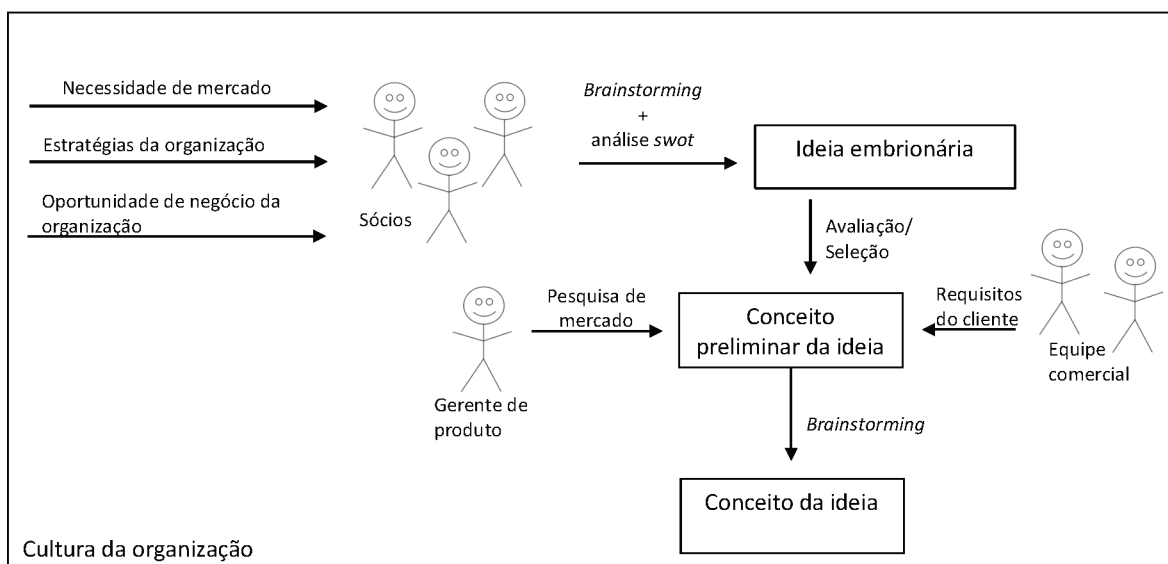 Necessidade de mercado
Estratégias da organização
Oportunidade de negócio da
organização
Sócios
Brainstorming
+
análise swot
Ideia embrionária
Avaliação/
Seleção
Pesquisa de
mercado
Gerente de
produto
Conceito
preliminar da ideia
Requisitos
do cliente
Equipe
comercial
Brainstorming
Conceito da ideia
Cultura da organização